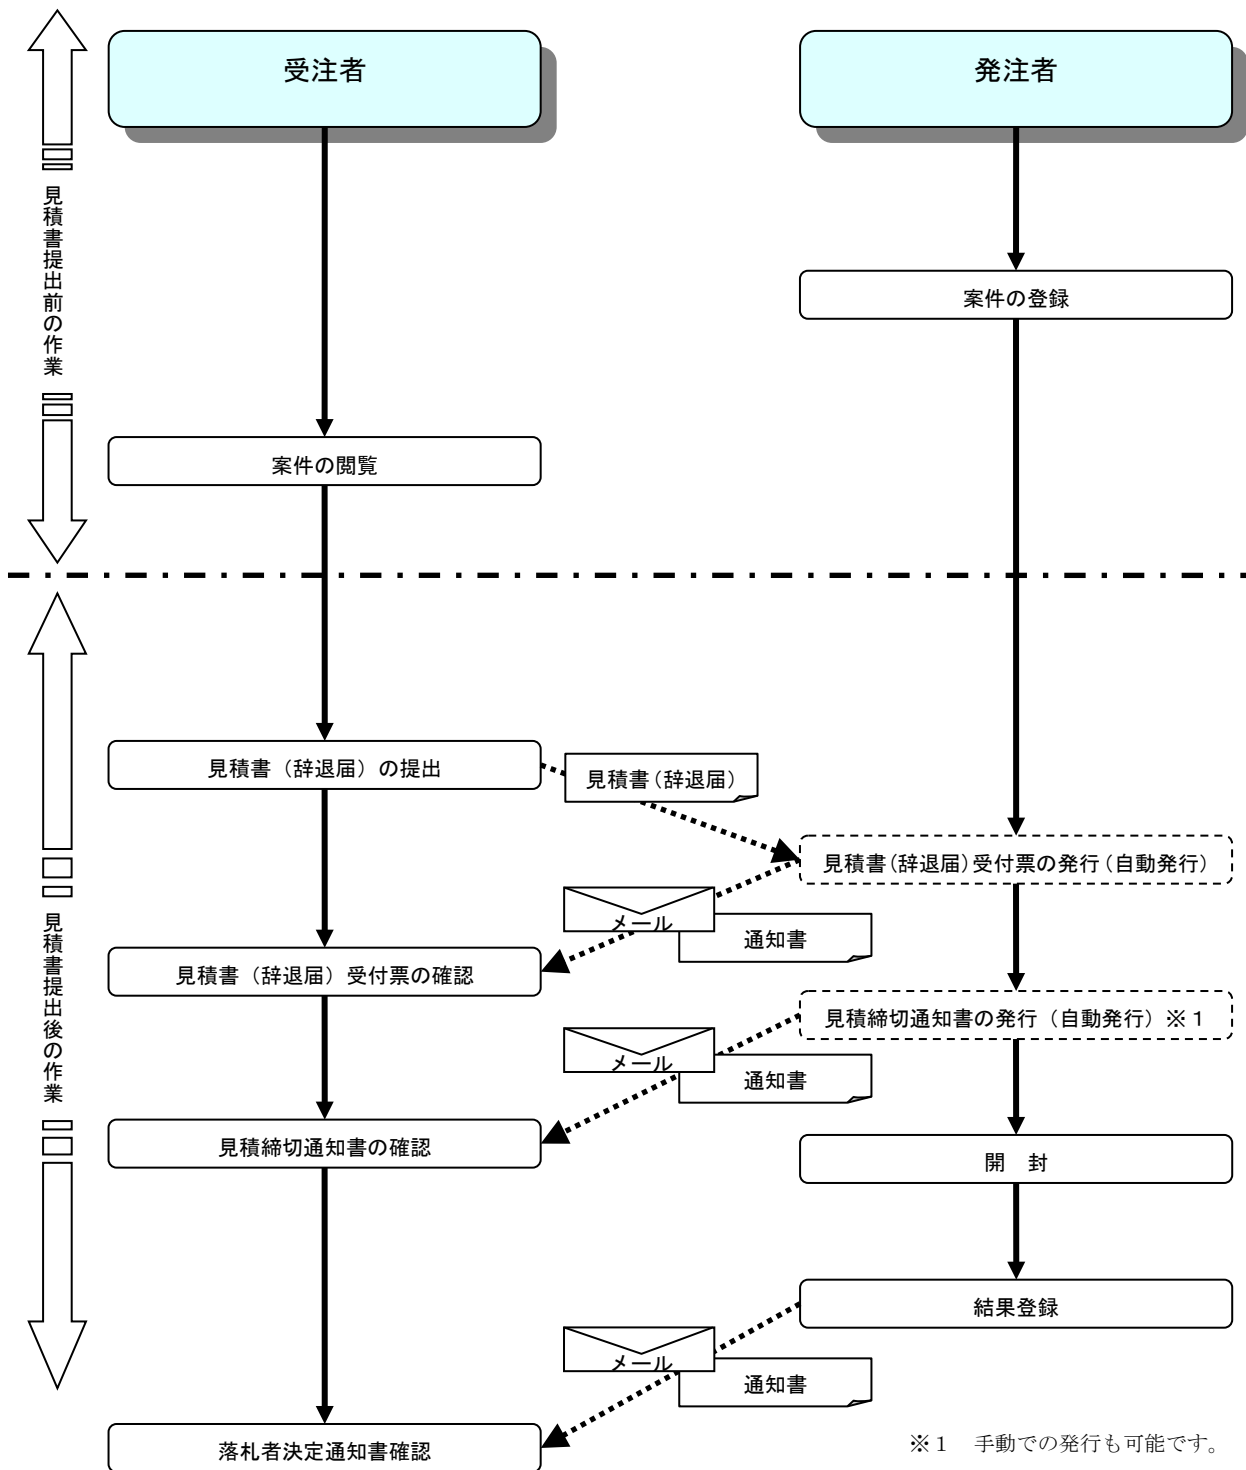 受注者
発注者
見積書提出前の作業
案件の登録
案件の閲覧
見積書（辞退届）の提出
見積書（辞退届）
見積書（辞退届）受付票の発行（自動発行）
メール
通知書
見積書提出後の作業
見積書（辞退届）受付票の確認
見積締切通知書の発行（自動発行）※１
メール
通知書
見積締切通知書の確認
開　封
結果登録
メール
通知書
落札者決定通知書確認
※１　手動での発行も可能です。